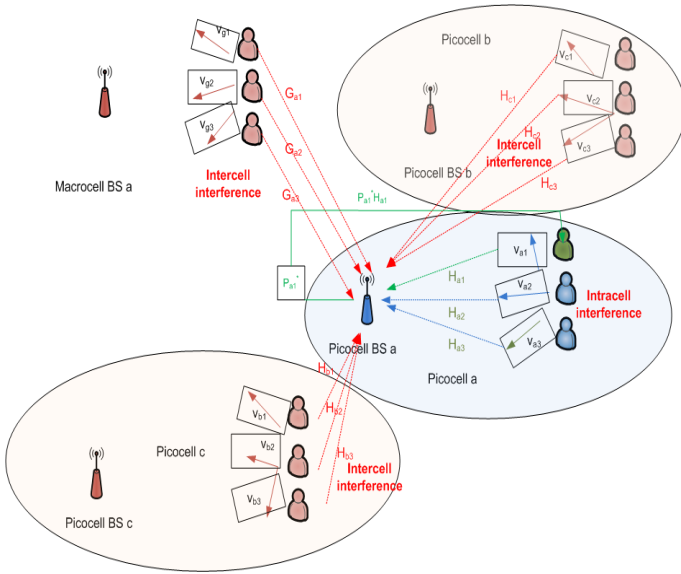 Vg1
Vg2
Vg3
Macrocell BS a
Intercell
interference
Ga1
Ga2
Ga3
Picocell b
Picocell BS b
Vc1
Vc2
Vc3
Hc1
Hc2
Hc3
Intercell
interference
Pa1*Ha1
Pa1*
Va1
Va2
Va3
Ha1
Ha2
Ha3
Intracell
interference
Picocell BS a
Picocell a
Hb1
Hb2
Hb3
Vb1
Vb2
Vb3
Picocell c
Picocell BS c
Intercell
interference